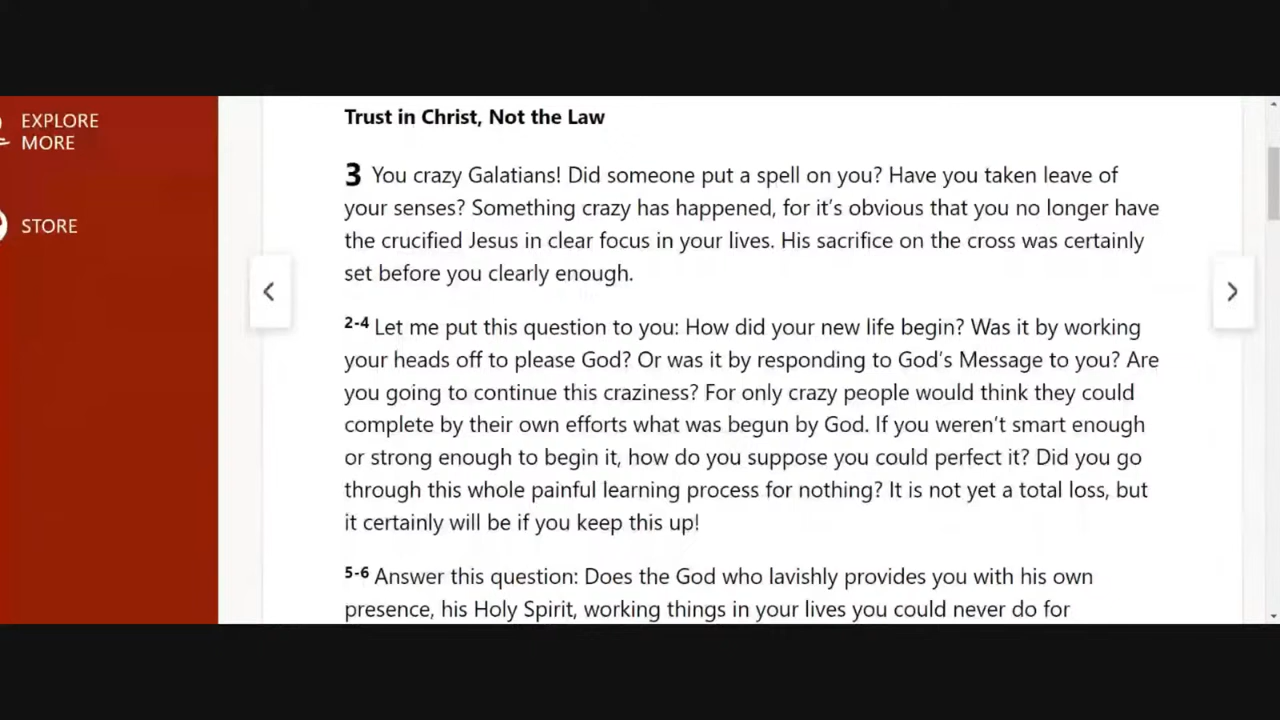 EXPLORE
MORE
STORE
Trust in Christ, Not the Law
3 You crazy Galatians! Did someone put a spell on you? Have you taken leave of
your senses? Something crazy has happened, for it’s obvious that you no longer have
the crucified Jesus in clear focus in your lives. His sacrifice on the cross was certainly
set before you clearly enough.
2-4 Let me put this question to you: How did your new life begin? Was it by working
your heads off to please God? Or was it by responding to God’s Message to you? Are
you going to continue this craziness? For only crazy people would think they could
complete by their own efforts what was begun by God. If you weren’t smart enough
or strong enough to begin it, how do you suppose you could perfect it? Did you go
through this whole painful learning process for nothing? It is not yet a total loss, but
it certainly will be if you keep this up!
5-6 Answer this question: Does the God who lavishly provides you with his own
presence, his Holy Spirit, working things in your lives you could never do for